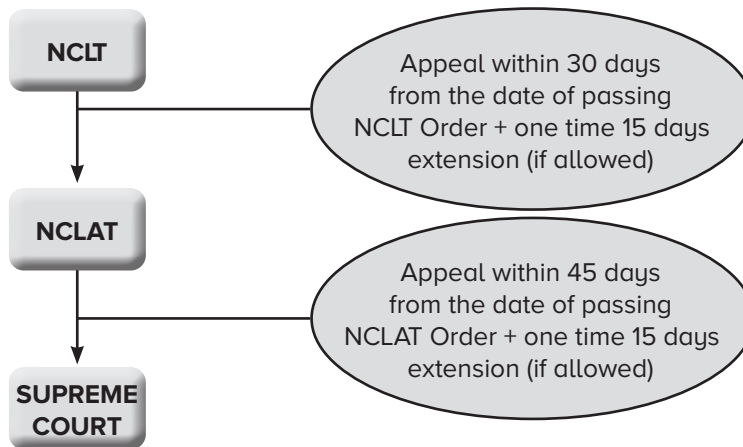 NCLT
Appeal within 30 days
from the date of passing
NCLT Order + one time 15 days
extension (if allowed)
NCLAT
Appeal within 45 days
from the date of passing
NCLAT Order + one time 15 days
extension (if allowed)
SUPREME
COURT